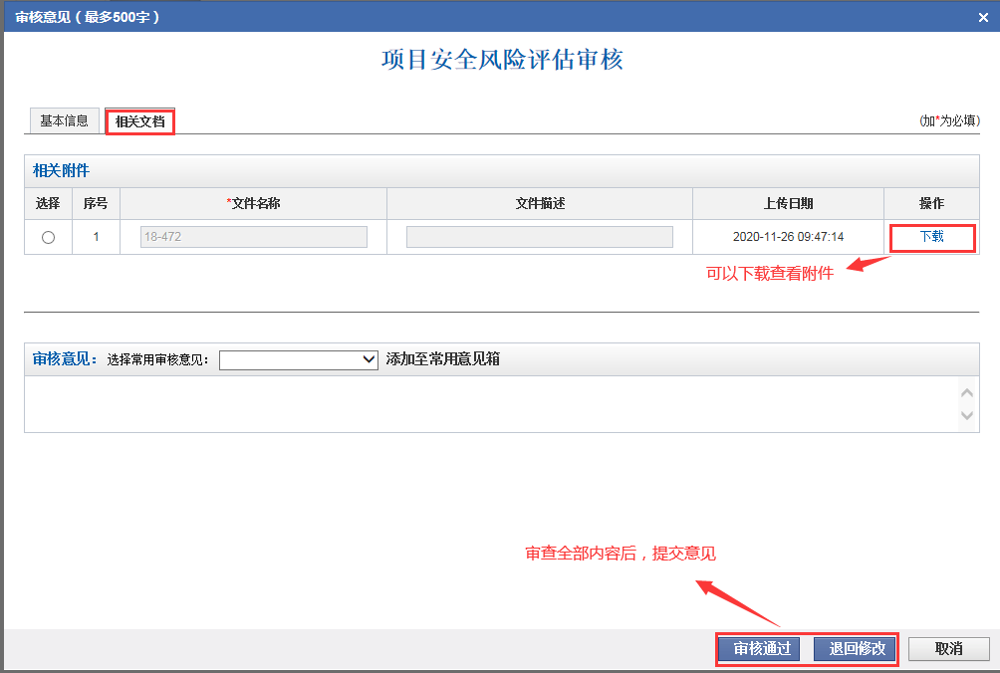 审核意见（最多500字）
项目安全风险评估审核
基本信息 相关文档 (加*为必填)
相关附件
选择 序号 *文件名称 文件描述 上传日期 操作
1 18-472 2020-11-26 09:47:14 下载
可以下载查看附件
审核意见： 选择常用审核意见： 添加至常用意见箱
审查全部内容后，提交意见
审核通过 退回修改 取消